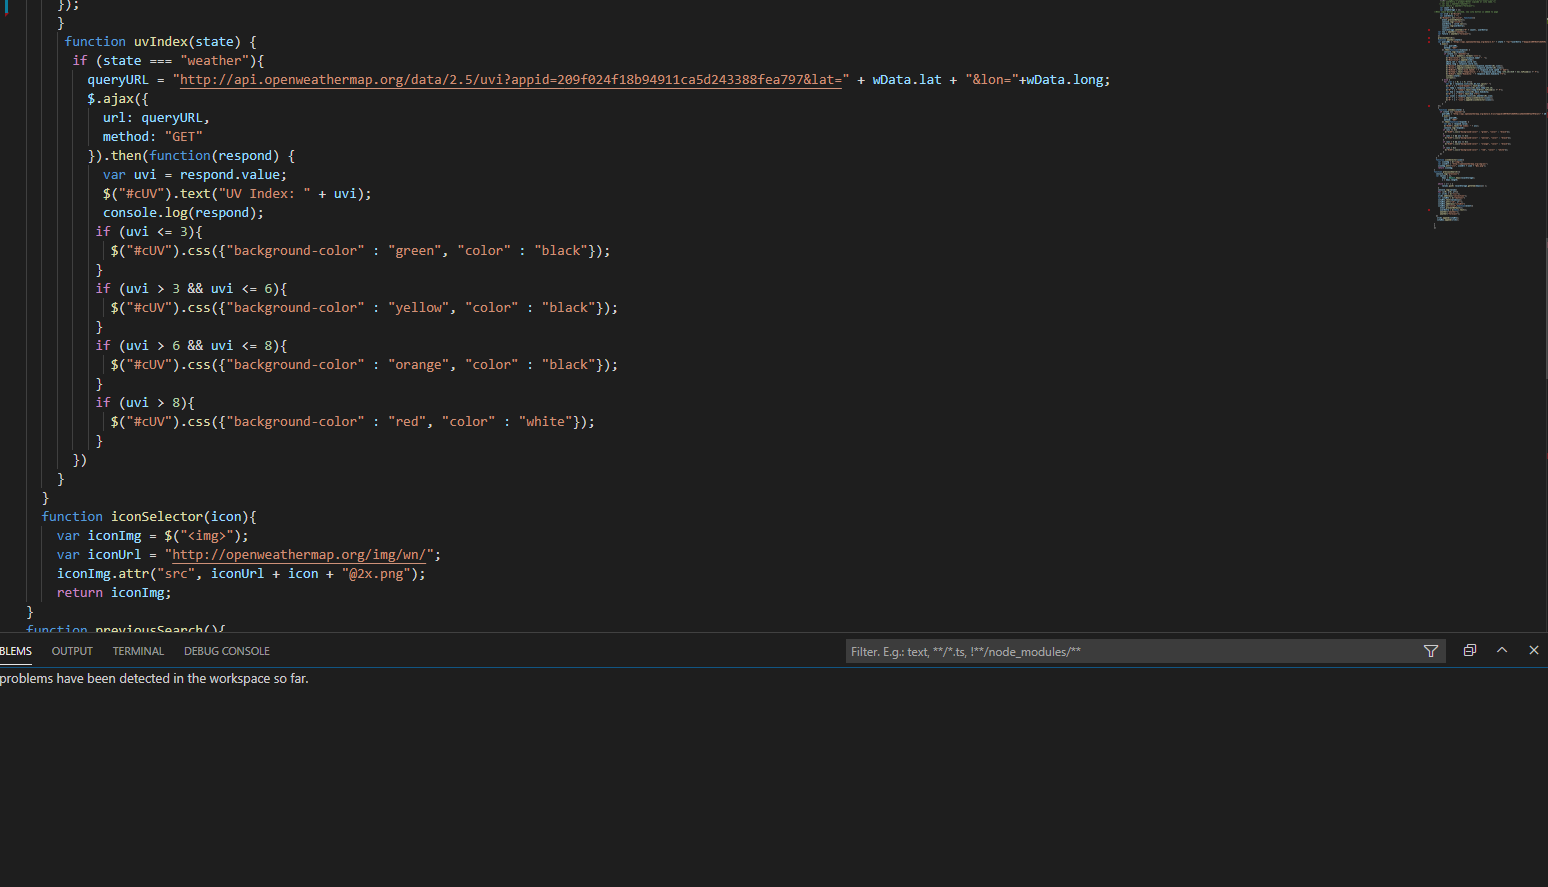 });
}
function uvIndex(state) {
if (state === "weather"){
queryURL = "http://api.openweathermap.org/data/2.5/uvi?appid=209f024f18b94911ca5d243388fea797&lat=" + wData.lat + "&lon="+wData.long;
$.ajax({
url: queryURL,
method: "GET"
}).then(function(respond) {
var uvi = respond.value;
$("#cUV").text("UV Index: " + uvi);
console.log(respond);
if (uvi <= 3){
$("#cUV").css({"background-color" : "green", "color" : "black"});
}
if (uvi > 3 && uvi <= 6){
$("#cUV").css({"background-color" : "yellow", "color" : "black"});
}
if (uvi > 6 && uvi <= 8){
$("#cUV").css({"background-color" : "orange", "color" : "black"});
}
if (uvi > 8){
$("#cUV").css({"background-color" : "red", "color" : "white"});
}
})
}
}
function iconSelector(icon){
var iconImg = $("<img>");
var iconUrl = "http://openweathermap.org/img/wn/";
iconImg.attr("src", iconUrl + icon + "@2x.png");
return iconImg;
}
function previousSearch(){
BLEMS OUTPUT TERMINAL DEBUG CONSOLE Filter. E.g.: text, **/*.ts, !**/node_modules/**
problems have been detected in the workspace so far.